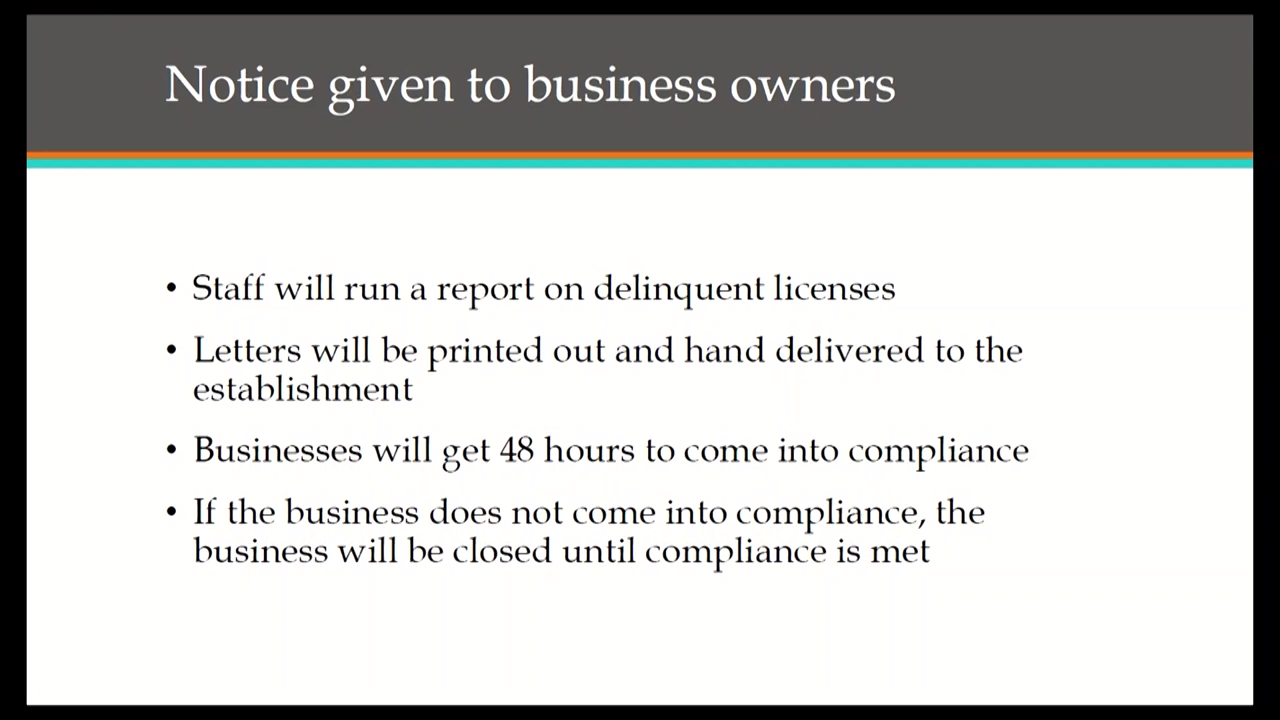 Notice given to business owners
• Staff will run a report on delinquent licenses
• Letters will be printed out and hand delivered to the
establishment
• Businesses will get 48 hours to come into compliance
• If the business does not come into compliance, the
business will be closed until compliance is met